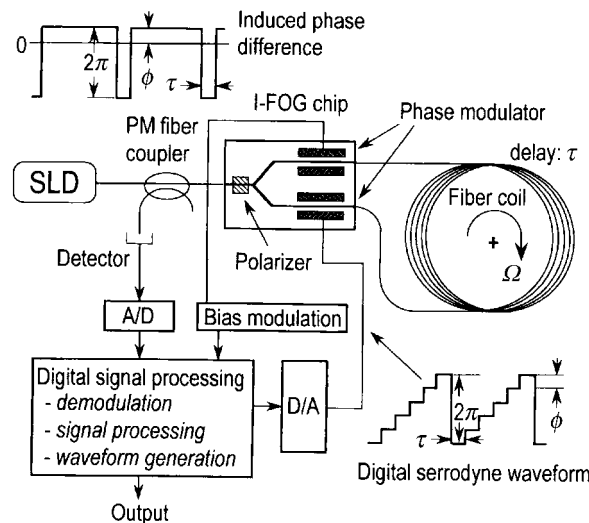 Induced phase
difference
0
2π
ϕ
τ
I-FOG chip
Phase modulator
PM fiber
coupler
delay: τ
SLD
Fiber coil
+
Ω
Detector
Polarizer
A/D
Bias modulation
Digital signal processing
- demodulation
- signal processing
- waveform generation
D/A
2π
ϕ
τ
Digital serrodyne waveform
Output